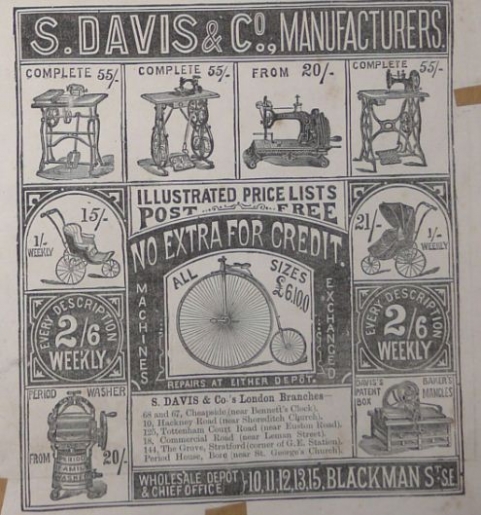 S. DAVIS & Co., MANUFACTURERS.
COMPLETE 55/-
COMPLETE 55/-
FROM 20/-
COMPLETE 55/-
ILLUSTRATED PRICE LISTS
POST FREE
15/-
1/- WEEKLY
21/-
1/- WEEKLY
NO EXTRA FOR CREDIT.
ALL SIZES
£6.10.0
MACHINES
EXCHANGED
REPAIRS AT EITHER DEPOT.
EVERY DESCRIPTION
2/6
WEEKLY
EVERY DESCRIPTION
2/6
WEEKLY
PERIOD WASHER
FROM 20/-
S. DAVIS & Co's London Branches—
68 and 67, Cheapside (near Bennett's Clock).
10, Hackney Road (near Shoreditch Church).
125, Tottenham Court Road (near Euston Road).
18, Commercial Road (near Leman Street).
144, The Grove, Stratford (corner of G.E. Station).
Period House, Boro (near St. George's Church).
DAVIS'S PATENT BOX
BAKER'S MANGLES
WHOLESALE DEPOT & CHIEF OFFICE } 10,11,12,13,15, BLACKMAN ST SE